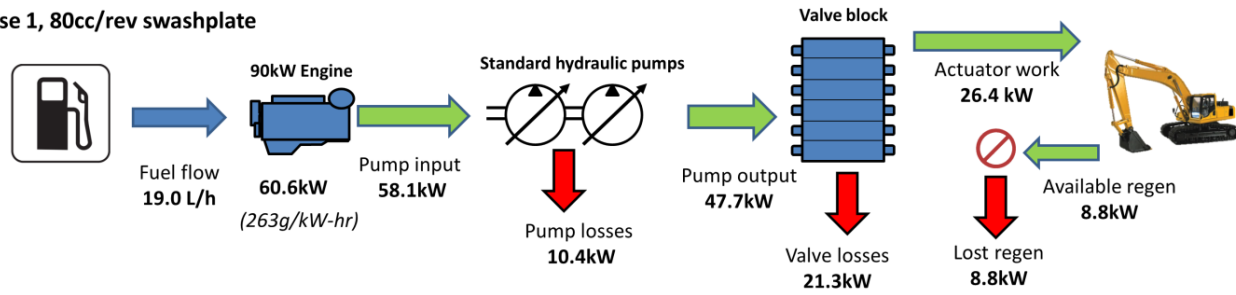 se 1, 80cc/rev swashplate
Valve block
90kW Engine
Standard hydraulic pumps
Actuator work
26.4 kW
Fuel flow
19.0 L/h
60.6kW
(263g/kW-hr)
Pump input
58.1kW
Pump output
47.7kW
Available regen
8.8kW
Pump losses
10.4kW
Valve losses
21.3kW
Lost regen
8.8kW